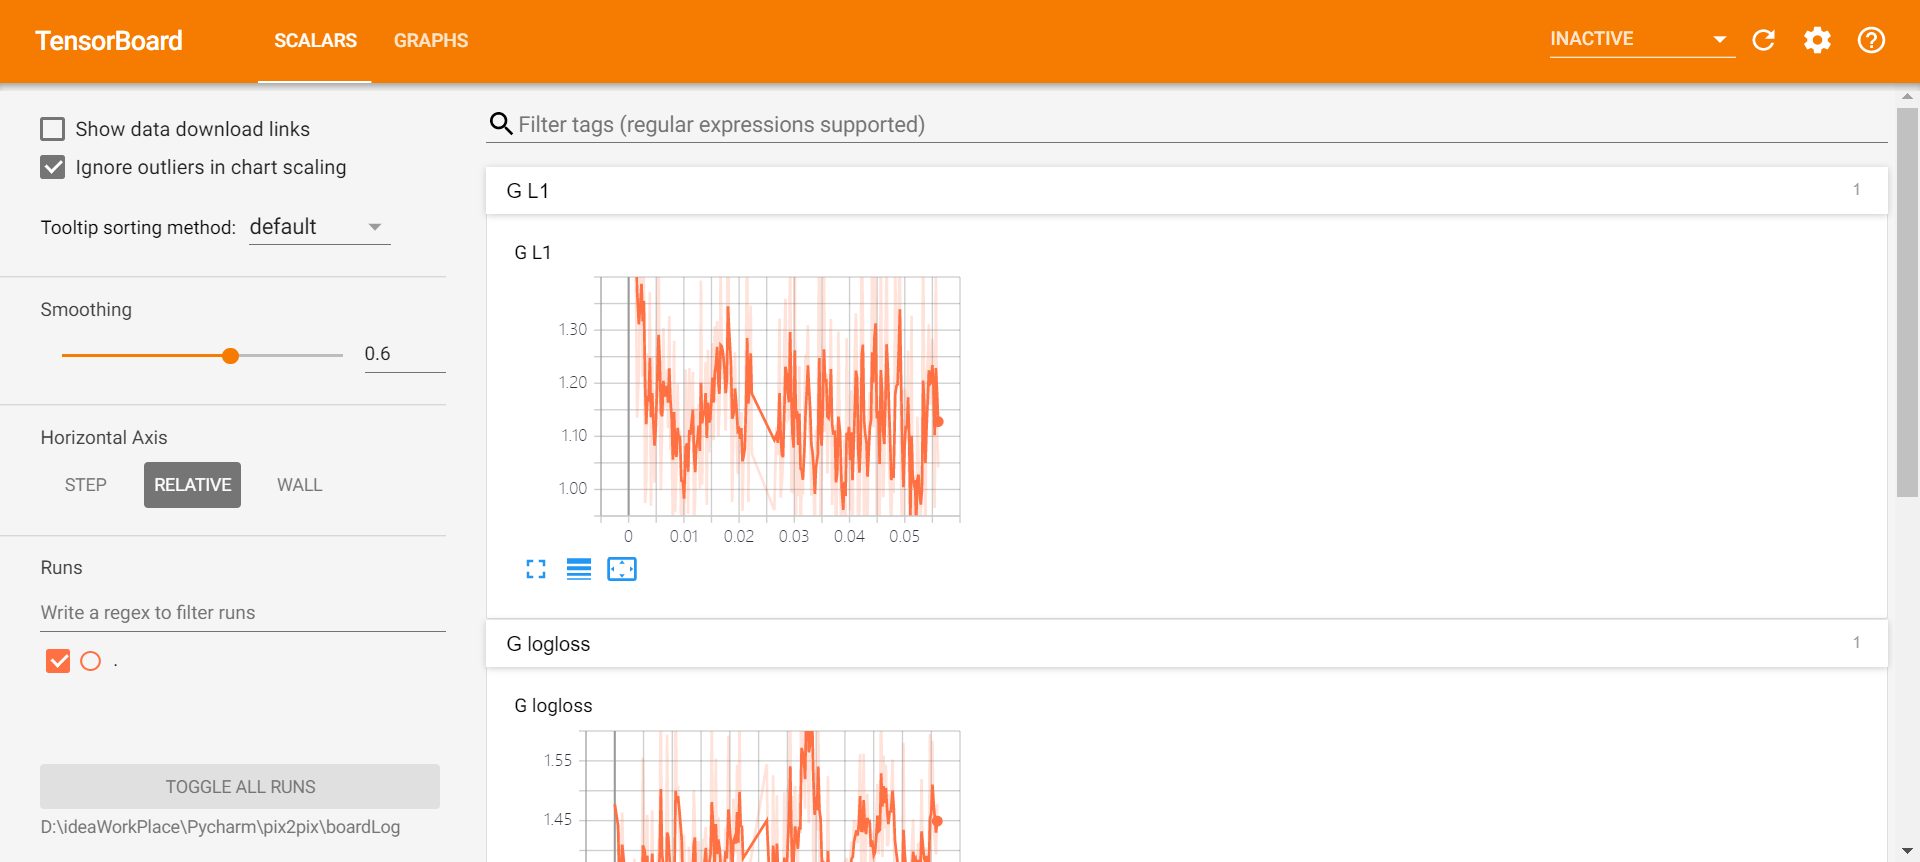 TensorBoard
SCALARS
GRAPHS
INACTIVE
Show data download links
Ignore outliers in chart scaling
Tooltip sorting method: default
Smoothing
0.6
Horizontal Axis
STEP
RELATIVE
WALL
Runs
Write a regex to filter runs
.
TOGGLE ALL RUNS
D:\ideaWorkPlace\Pycharm\pix2pix\boardLog
Filter tags (regular expressions supported)
G L1
1
G L1
1.30
1.20
1.10
1.00
0 0.01 0.02 0.03 0.04 0.05
G logloss
1
G logloss
1.55
1.45